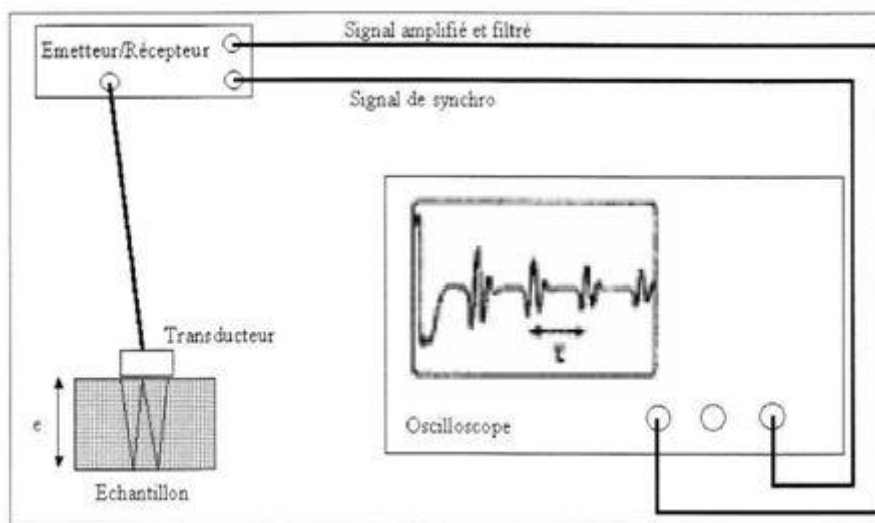 Signal amplifié et filtré
Emetteur/Récepteur
Signal de synchro
Transducteur
τ
e
Oscilloscope
Echantillon